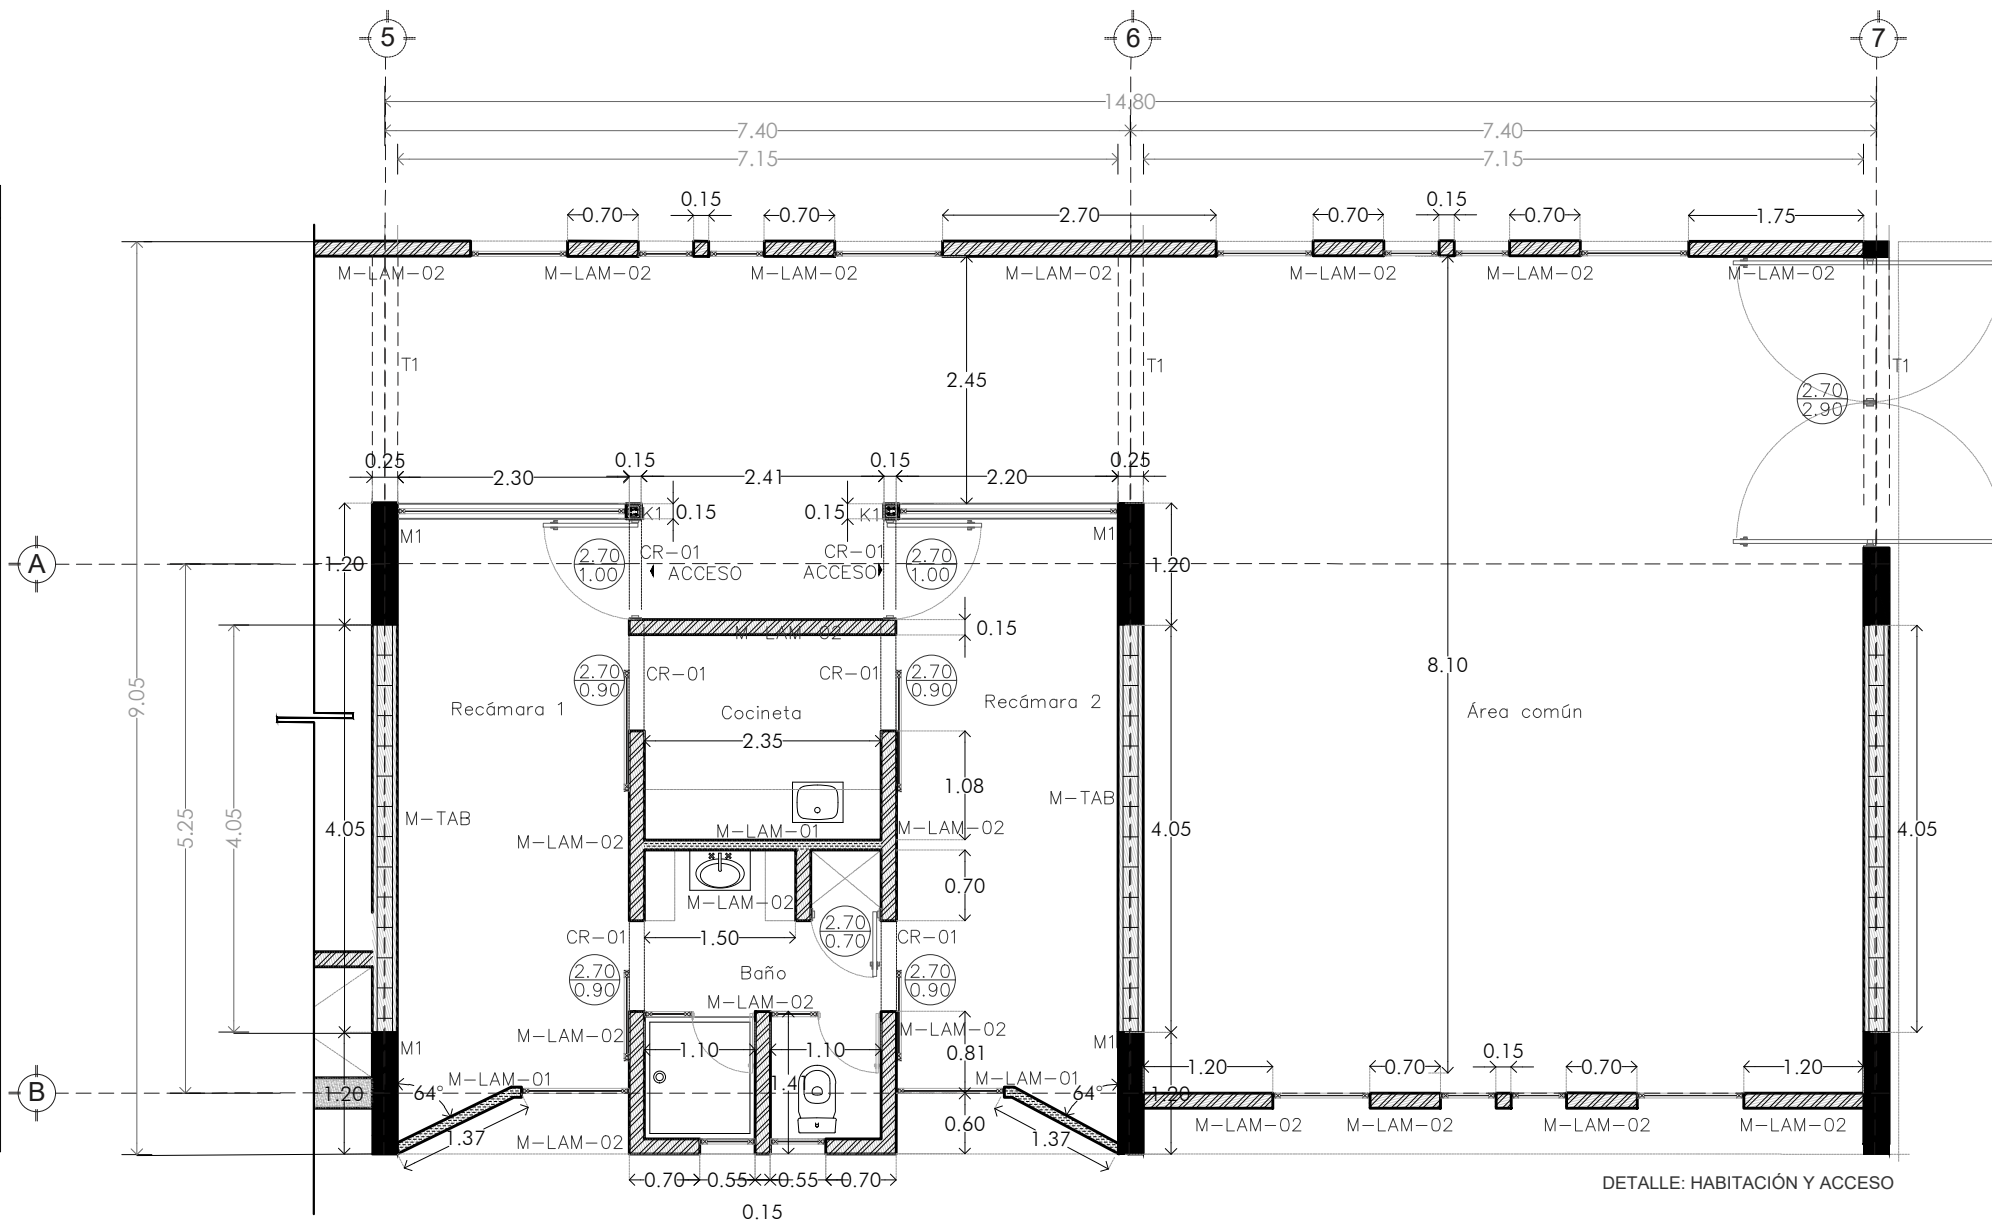 5 6 7
14.80
7.40 7.40
7.15 7.15
0.70 0.15 0.70 2.70 0.70 0.15 0.70 1.75
M-LAM-02 M-LAM-02 M-LAM-02 M-LAM-02 M-LAM-02 M-LAM-02 M-LAM-02
T1 T1 T1
2.45
2.70
2.90
0.25 2.30 0.15 2.41 0.15 2.20 0.25
K1 0.15 0.15 K1
M1 M1
A
1.20 2.70 CR-01 CR-01 2.70 1.20
1.00 ACCESO ACCESO 1.00
M-LAM-02 0.15
8.10
2.70 CR-01 CR-01 2.70
0.90 0.90
9.05
Recámara 1 Cocineta Recámara 2 Área común
2.35
1.08
M-TAB M-TAB
5.25 4.05 4.05 4.05 4.05
M-LAM-02 M-LAM-01 M-LAM-02
0.70
M-LAM-02
2.70
0.70
CR-01 1.50 CR-01
Baño
2.70 2.70
0.90 0.90
M-LAM-02
M-LAM-02 M-LAM-02
M1 M1
1.10 1.10 0.81
1.20 0.70 0.15 0.70 1.20
M-LAM-01 1.41 M-LAM-01
B
1.20 64° 64° 1.20
0.60
M-LAM-02 M-LAM-02 M-LAM-02 M-LAM-02
1.37 M-LAM-02 1.37
0.70 0.55 0.55 0.70
0.15
DETALLE: HABITACIÓN Y ACCESO